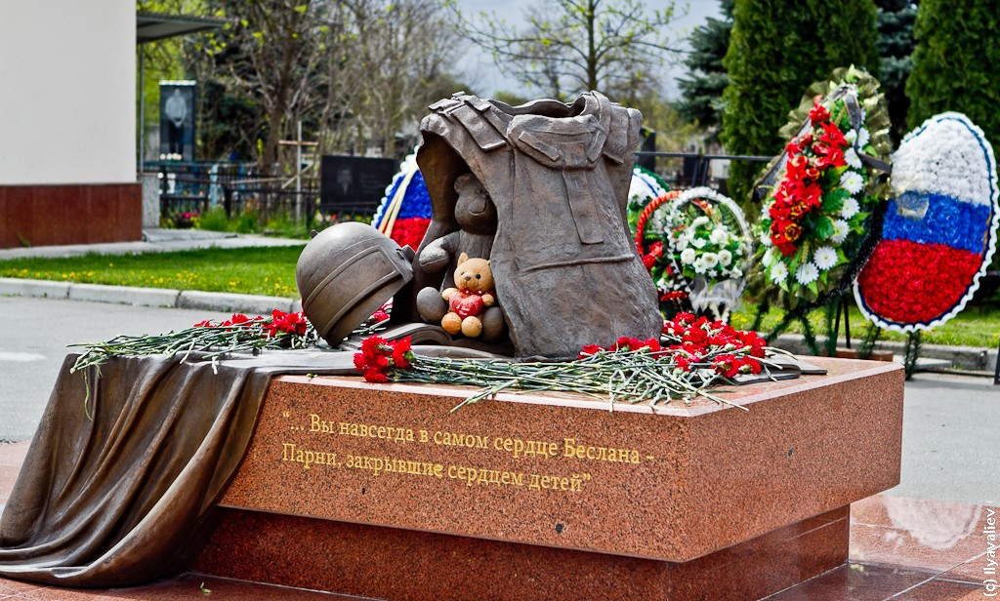 “... Вы навсегда в самом сердце Беслана -
Парни, закрывшие сердцем детей”
(c) Ilyavaliev